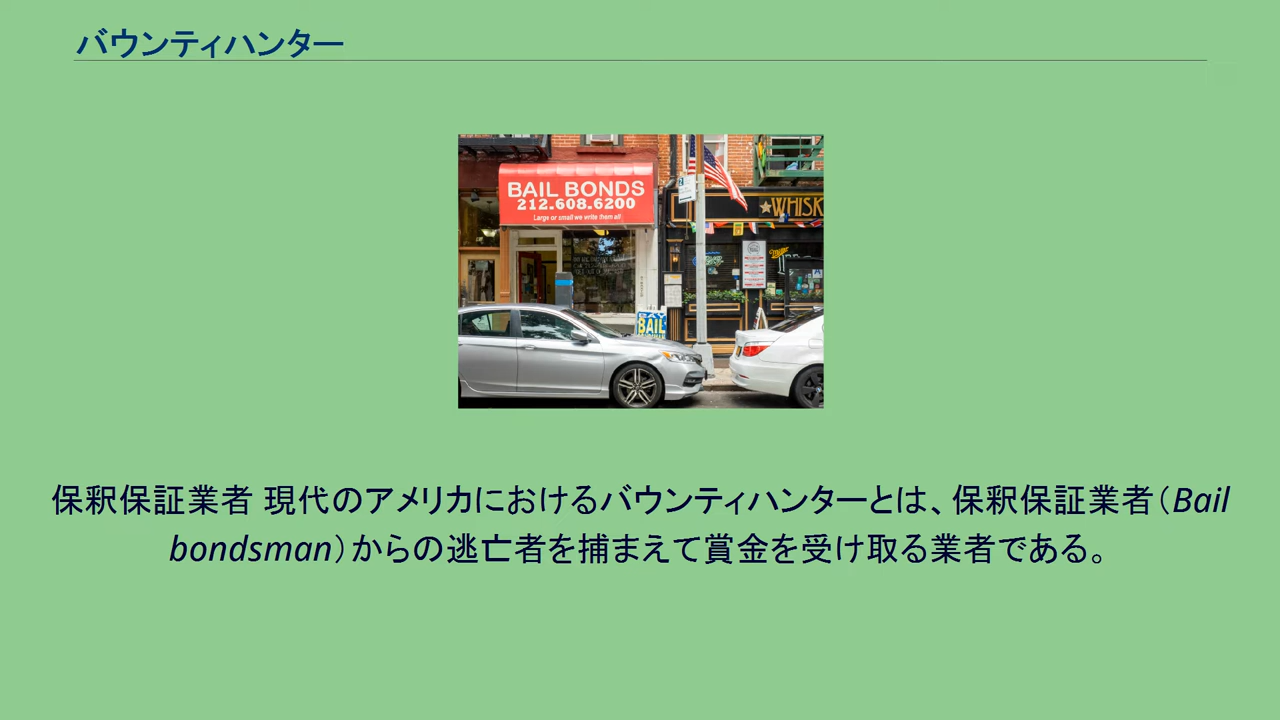 バウンティハンター
BAIL BONDS
212.608.6200
Large or small we write them all
WHISK
BAIL
保釈保証業者 現代のアメリカにおけるバウンティハンターとは、保釈保証業者（Bail
bondsman）からの逃亡者を捕まえて賞金を受け取る業者である。